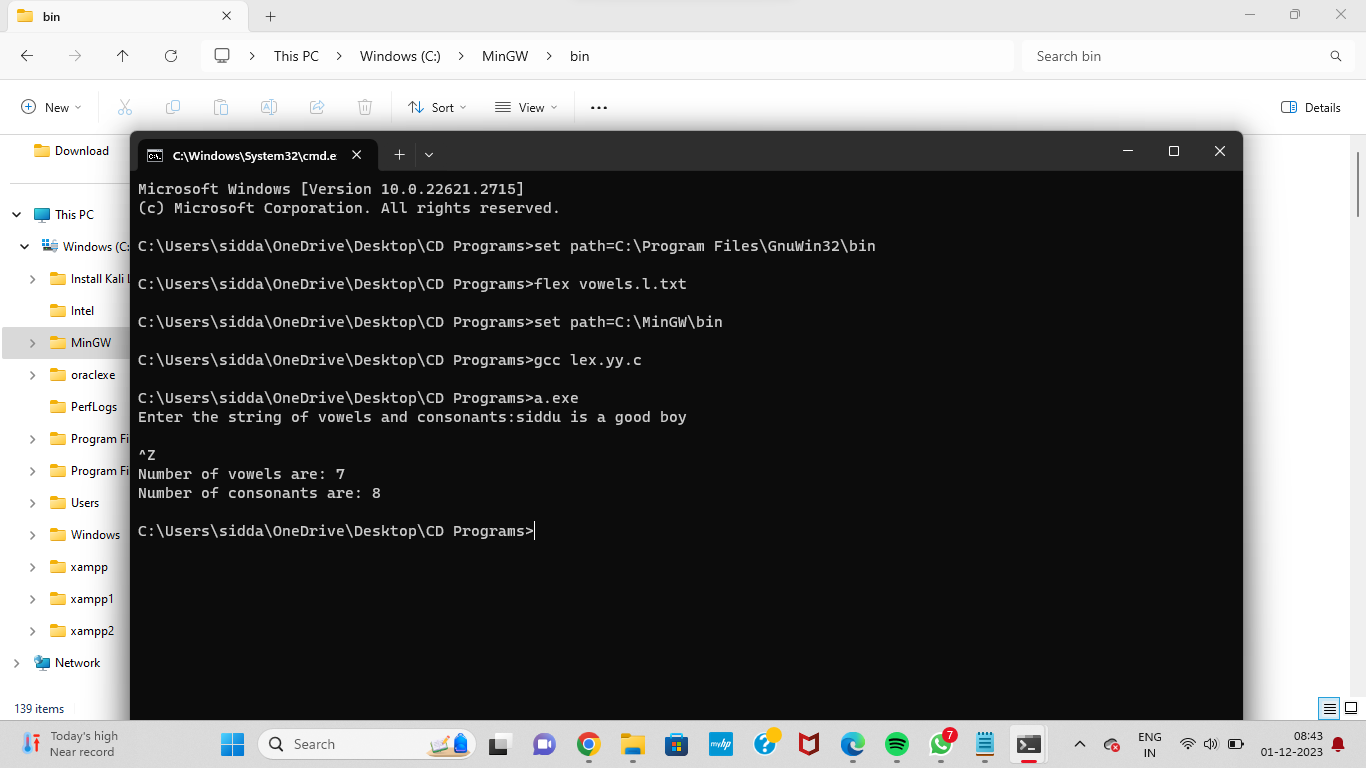 bin
This PC
Windows (C:)
MinGW
bin
Search bin
New
Sort
View
Details
Download
This PC
Windows (C:
Install Kali L
Intel
MinGW
oraclexe
PerfLogs
Program Fi
Program Fi
Users
Windows
xampp
xampp1
xampp2
Network
139 items
C:\Windows\System32\cmd.e
Microsoft Windows [Version 10.0.22621.2715]
(c) Microsoft Corporation. All rights reserved.
C:\Users\sidda\OneDrive\Desktop\CD Programs>set path=C:\Program Files\GnuWin32\bin
C:\Users\sidda\OneDrive\Desktop\CD Programs>flex vowels.l.txt
C:\Users\sidda\OneDrive\Desktop\CD Programs>set path=C:\MinGW\bin
C:\Users\sidda\OneDrive\Desktop\CD Programs>gcc lex.yy.c
C:\Users\sidda\OneDrive\Desktop\CD Programs>a.exe
Enter the string of vowels and consonants:siddu is a good boy
^Z
Number of vowels are: 7
Number of consonants are: 8
C:\Users\sidda\OneDrive\Desktop\CD Programs>
Today's high
Near record
Search
myhp
7
ENG
IN
08:43
01-12-2023